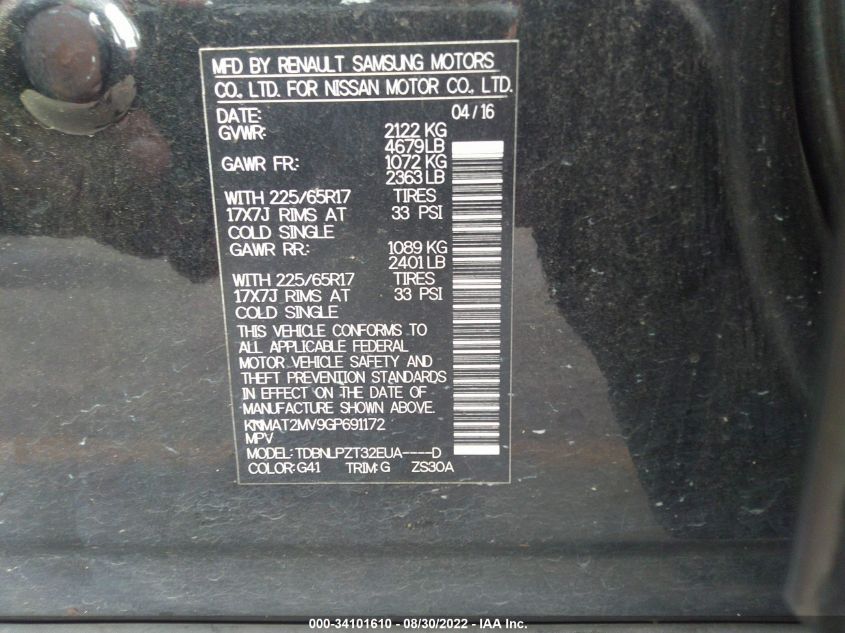 MFD BY RENAULT SAMSUNG MOTORS
CO., LTD. FOR NISSAN MOTOR CO., LTD.
DATE: 04/16
GVWR: 2122 KG
4679LB
GAWR FR: 1072 KG
2363 LB
WITH 225/65R17 TIRES
17X7J RIMS AT 33 PSI
COLD SINGLE
GAWR RR: 1089 KG
2401LB
WITH 225/65R17 TIRES
17X7J RIMS AT 33 PSI
COLD SINGLE
THIS VEHICLE CONFORMS TO
ALL APPLICABLE FEDERAL
MOTOR VEHICLE SAFETY AND
THEFT PREVENTION STANDARDS
IN EFFECT ON THE DATE OF
MANUFACTURE SHOWN ABOVE.
KNMAT2MV9GP691172
MPV
MODEL: TDBNLPZT32EUA----D
COLOR: G41 TRIM: G ZS30A
000-34101610 - 08/30/2022 - IAA Inc.